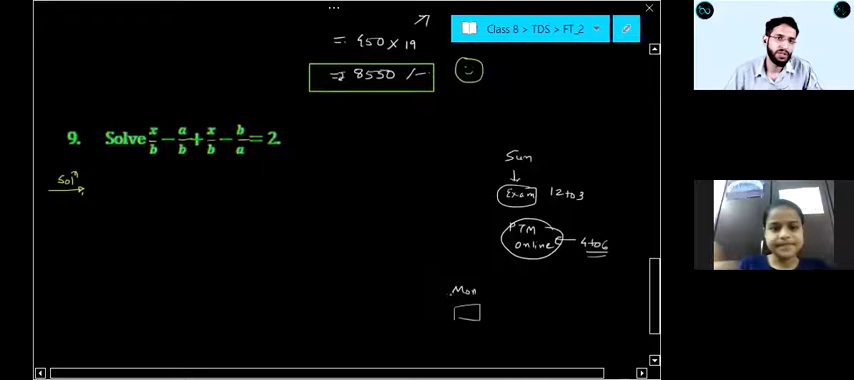 Class 8 > TDS > FT_2
= 450 × 19
= 8550 /-
9. Solve x/b − a/b + x/b − b/a = 2.
Solⁿ
Sun
Exam 12 to 3
PTM
online 4 to 6
Mon